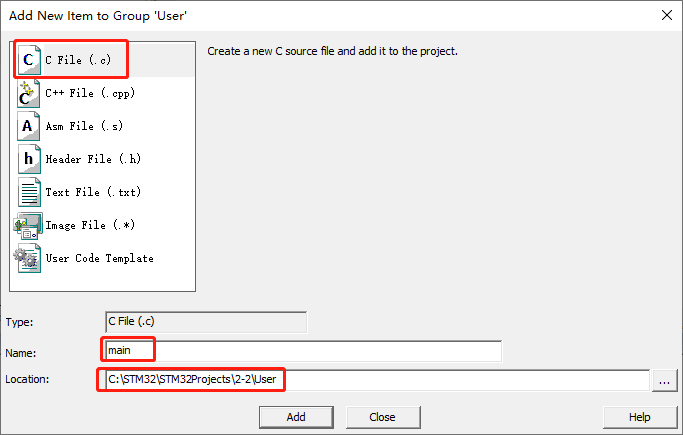 Add New Item to Group 'User'
C File (.c)
C++ File (.cpp)
Asm File (.s)
Header File (.h)
Text File (.txt)
Image File (.*)
User Code Template
Create a new C source file and add it to the project.
Type:
C File (.c)
Name:
main
Location:
C:\STM32\STM32Projects\2-2\User
...
Add
Close
Help